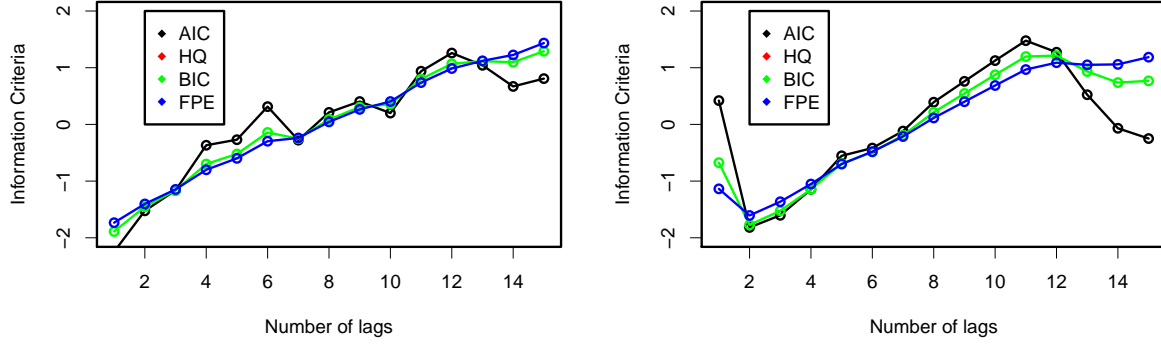 Information Criteria
2
1
0
−1
−2
AIC
HQ
BIC
FPE
2 4 6 8 10 12 14
Number of lags
Information Criteria
2
1
0
−1
−2
AIC
HQ
BIC
FPE
2 4 6 8 10 12 14
Number of lags